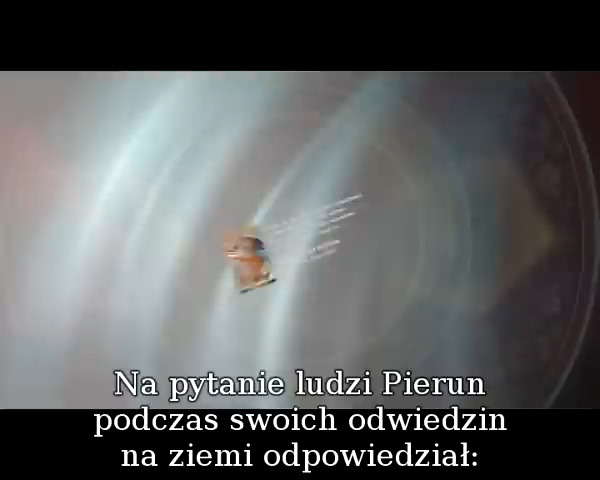 Na pytanie ludzi Pierun
podczas swoich odwiedzin
na ziemi odpowiedział: